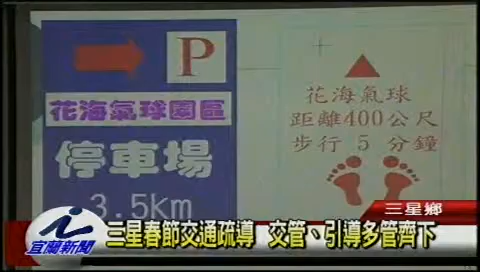 P
花海氣球園區
停車場
3.5km
花海氣球
距離400公尺
步行 5 分鐘
三星鄉
宜蘭新聞
三星春節交通疏導 交管、引導多管齊下